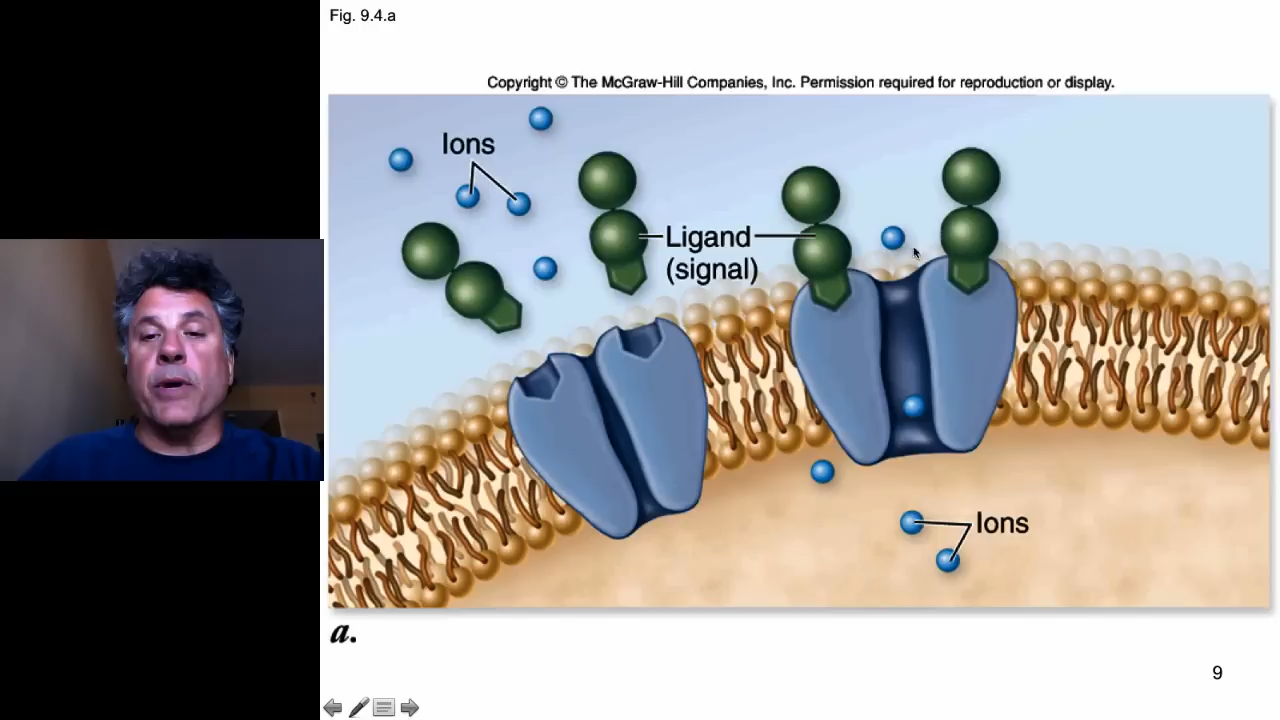 Fig. 9.4.a
Copyright © The McGraw-Hill Companies, Inc. Permission required for reproduction or display.
Ions
Ligand
(signal)
Ions
a.
9